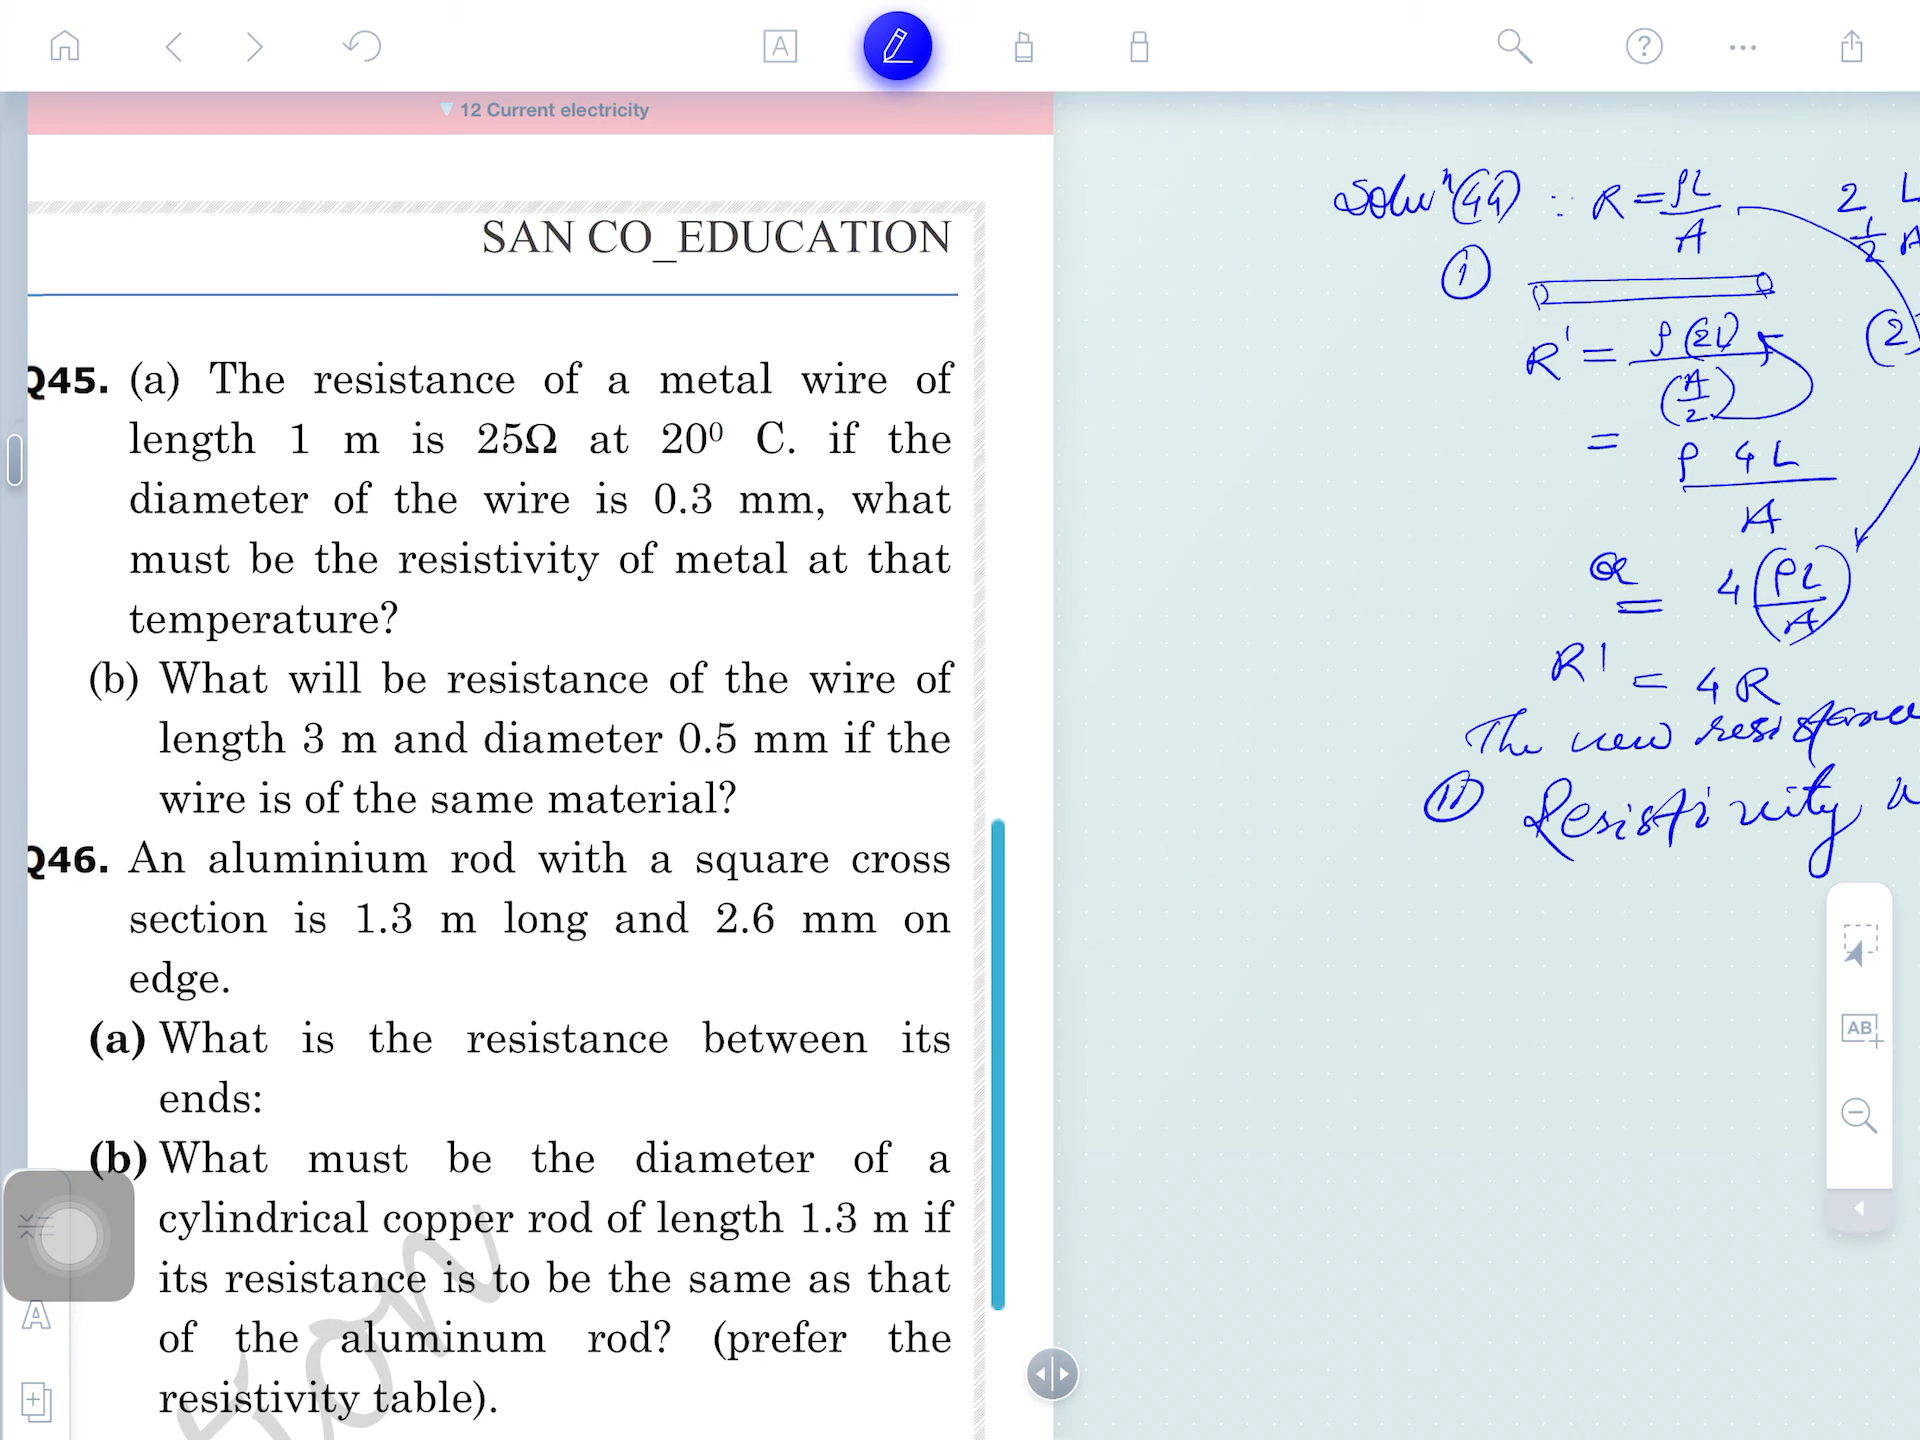 12 Current electricity
SAN CO_EDUCATION
Q45. (a) The resistance of a metal wire of
length 1 m is 25Ω at 20⁰ C. if the
diameter of the wire is 0.3 mm, what
must be the resistivity of metal at that
temperature?
(b) What will be resistance of the wire of
length 3 m and diameter 0.5 mm if the
wire is of the same material?
Q46. An aluminium rod with a square cross
section is 1.3 m long and 2.6 mm on
edge.
(a) What is the resistance between its
ends:
(b) What must be the diameter of a
cylindrical copper rod of length 1.3 m if
its resistance is to be the same as that
of the aluminum rod? (prefer the
resistivity table).
Soluⁿ (44) ∵ R = ρL/A
2 L
1/2 A
(i)
R' = ρ(2L)/(A/2)
(2)
= ρ 4L/A
or = 4(ρL/A)
R' = 4R
The new resistance
(ii) Resistivity
A
AB
A